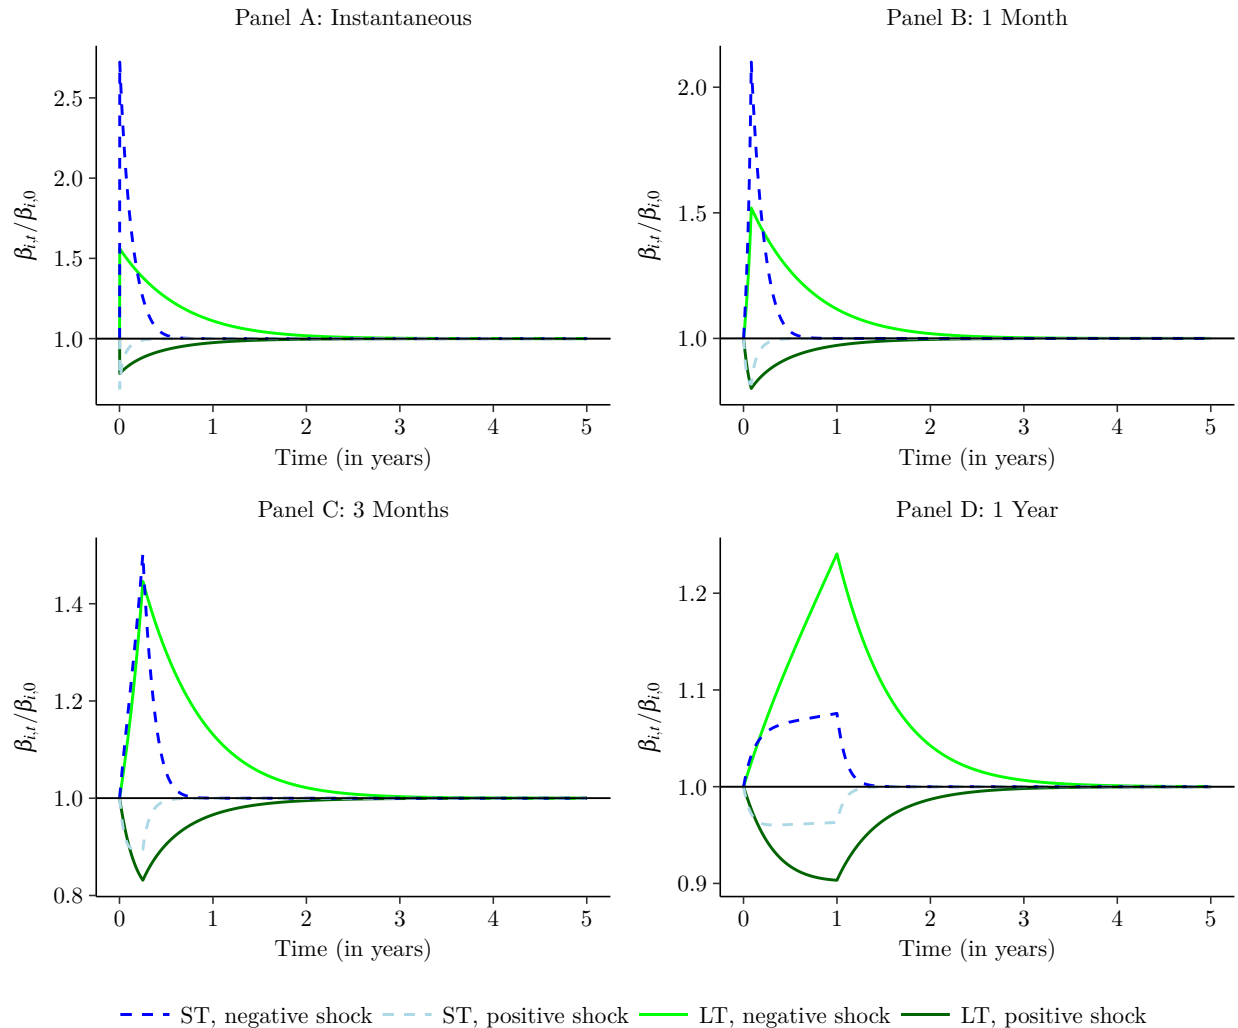 Panel A: Instantaneous
2.5
2.0
1.5
1.0
β_{i,t}/β_{i,0}
0 1 2 3 4 5
Time (in years)
Panel B: 1 Month
2.0
1.5
1.0
β_{i,t}/β_{i,0}
0 1 2 3 4 5
Time (in years)
Panel C: 3 Months
1.4
1.2
1.0
0.8
β_{i,t}/β_{i,0}
0 1 2 3 4 5
Time (in years)
Panel D: 1 Year
1.2
1.1
1.0
0.9
β_{i,t}/β_{i,0}
0 1 2 3 4 5
Time (in years)
ST, negative shock ST, positive shock LT, negative shock LT, positive shock